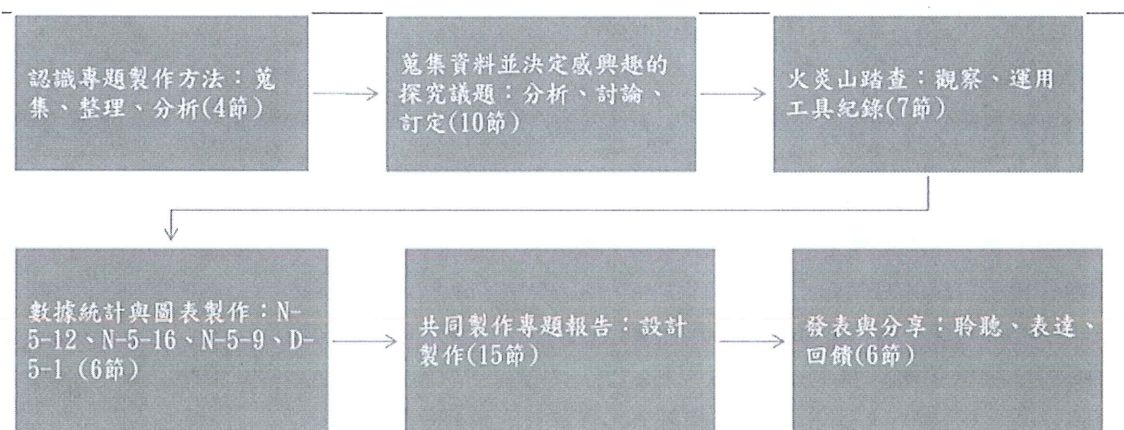 認識專題製作方法：蒐
集、整理、分析(4節)
蒐集資料並決定感興趣的
探究議題：分析、討論、
訂定(10節)
火炎山踏查：觀察、運用
工具紀錄(7節)
數據統計與圖表製作：N-
5-12、N-5-16、N-5-9、D-
5-1 (6節)
共同製作專題報告：設計
製作(15節)
發表與分享：聆聽、表達、
回饋(6節)